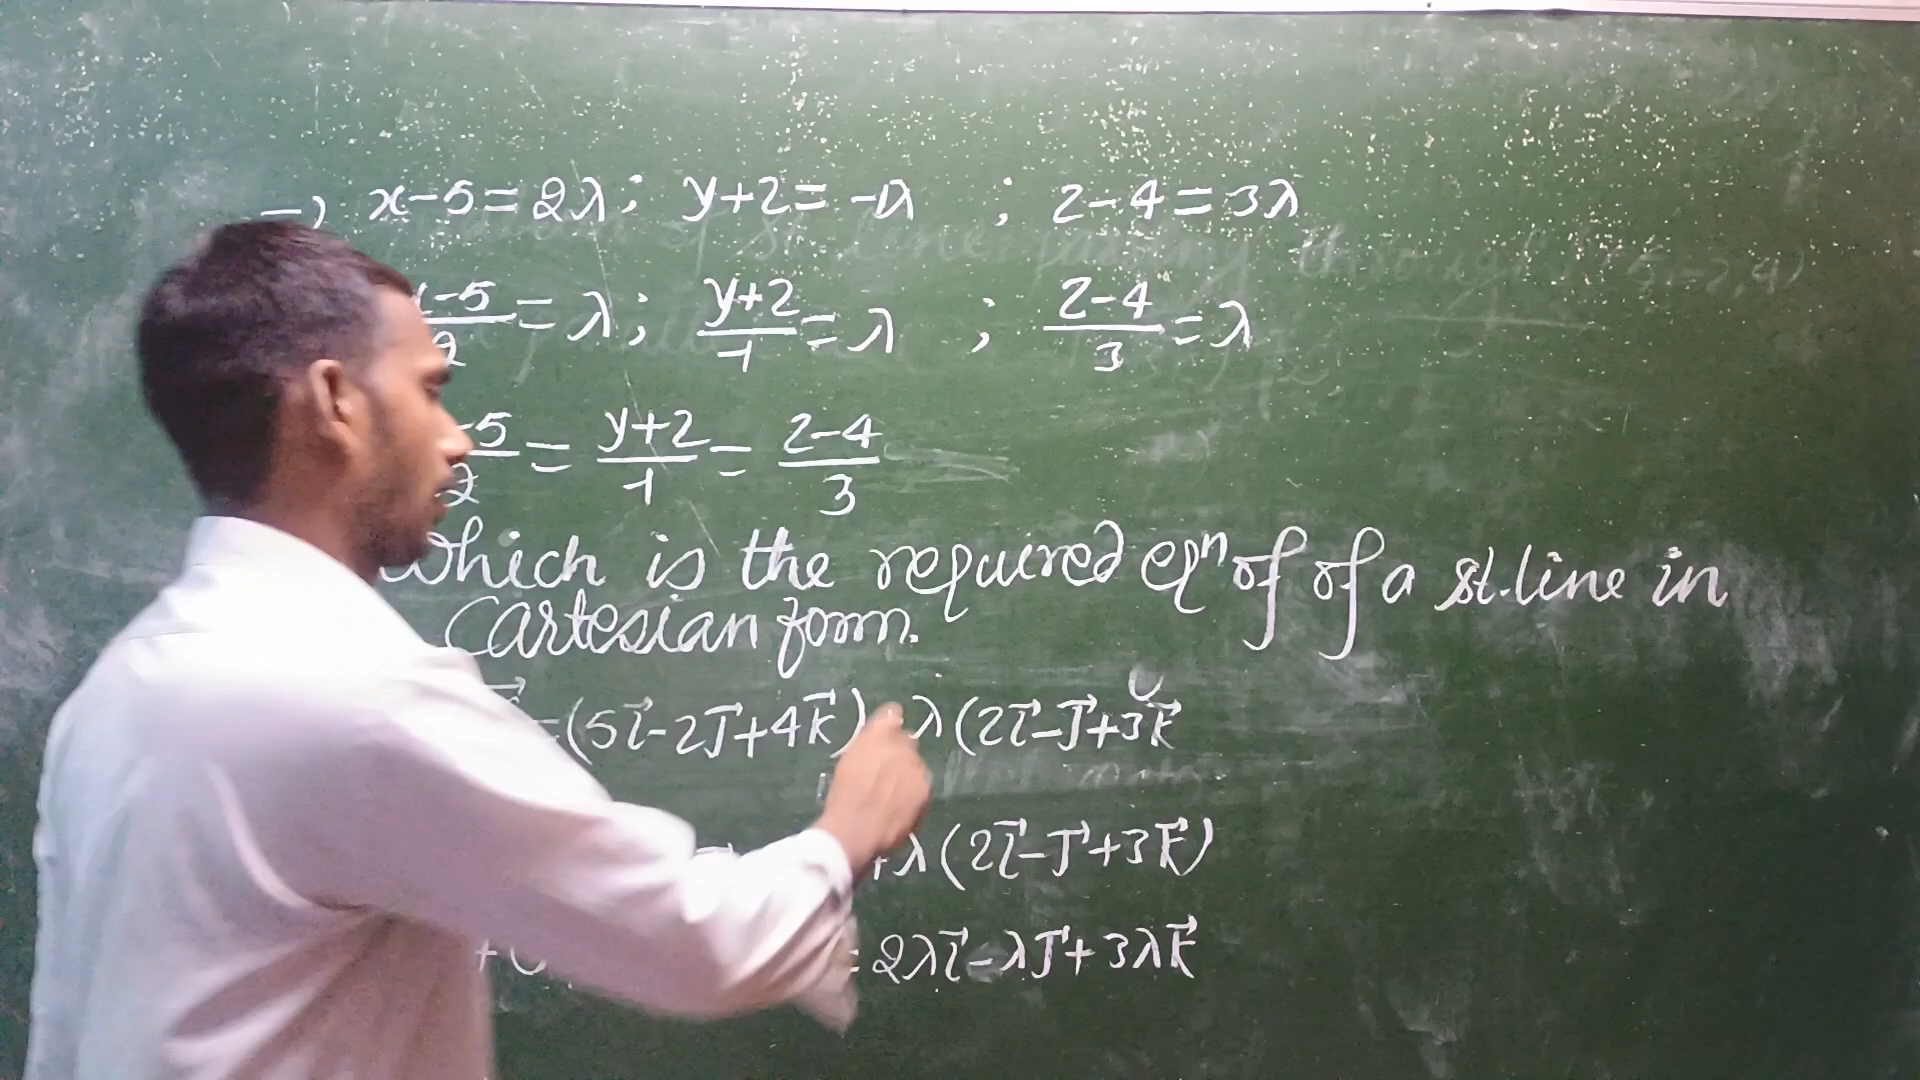 → x-5=2λ; y+2=-1λ ; z-4=3λ
-5/2=λ; y+2/-1=λ ; z-4/3=λ
-5/2=y+2/-1=z-4/3
Which is the required eqⁿ of of a st.line in
Cartesian form.
=(5i⃗-2j⃗+4k⃗) λ(2i⃗-j⃗+3k⃗
+λ(2i⃗-j⃗+3k⃗)
=2λi⃗-λj⃗+3λk⃗